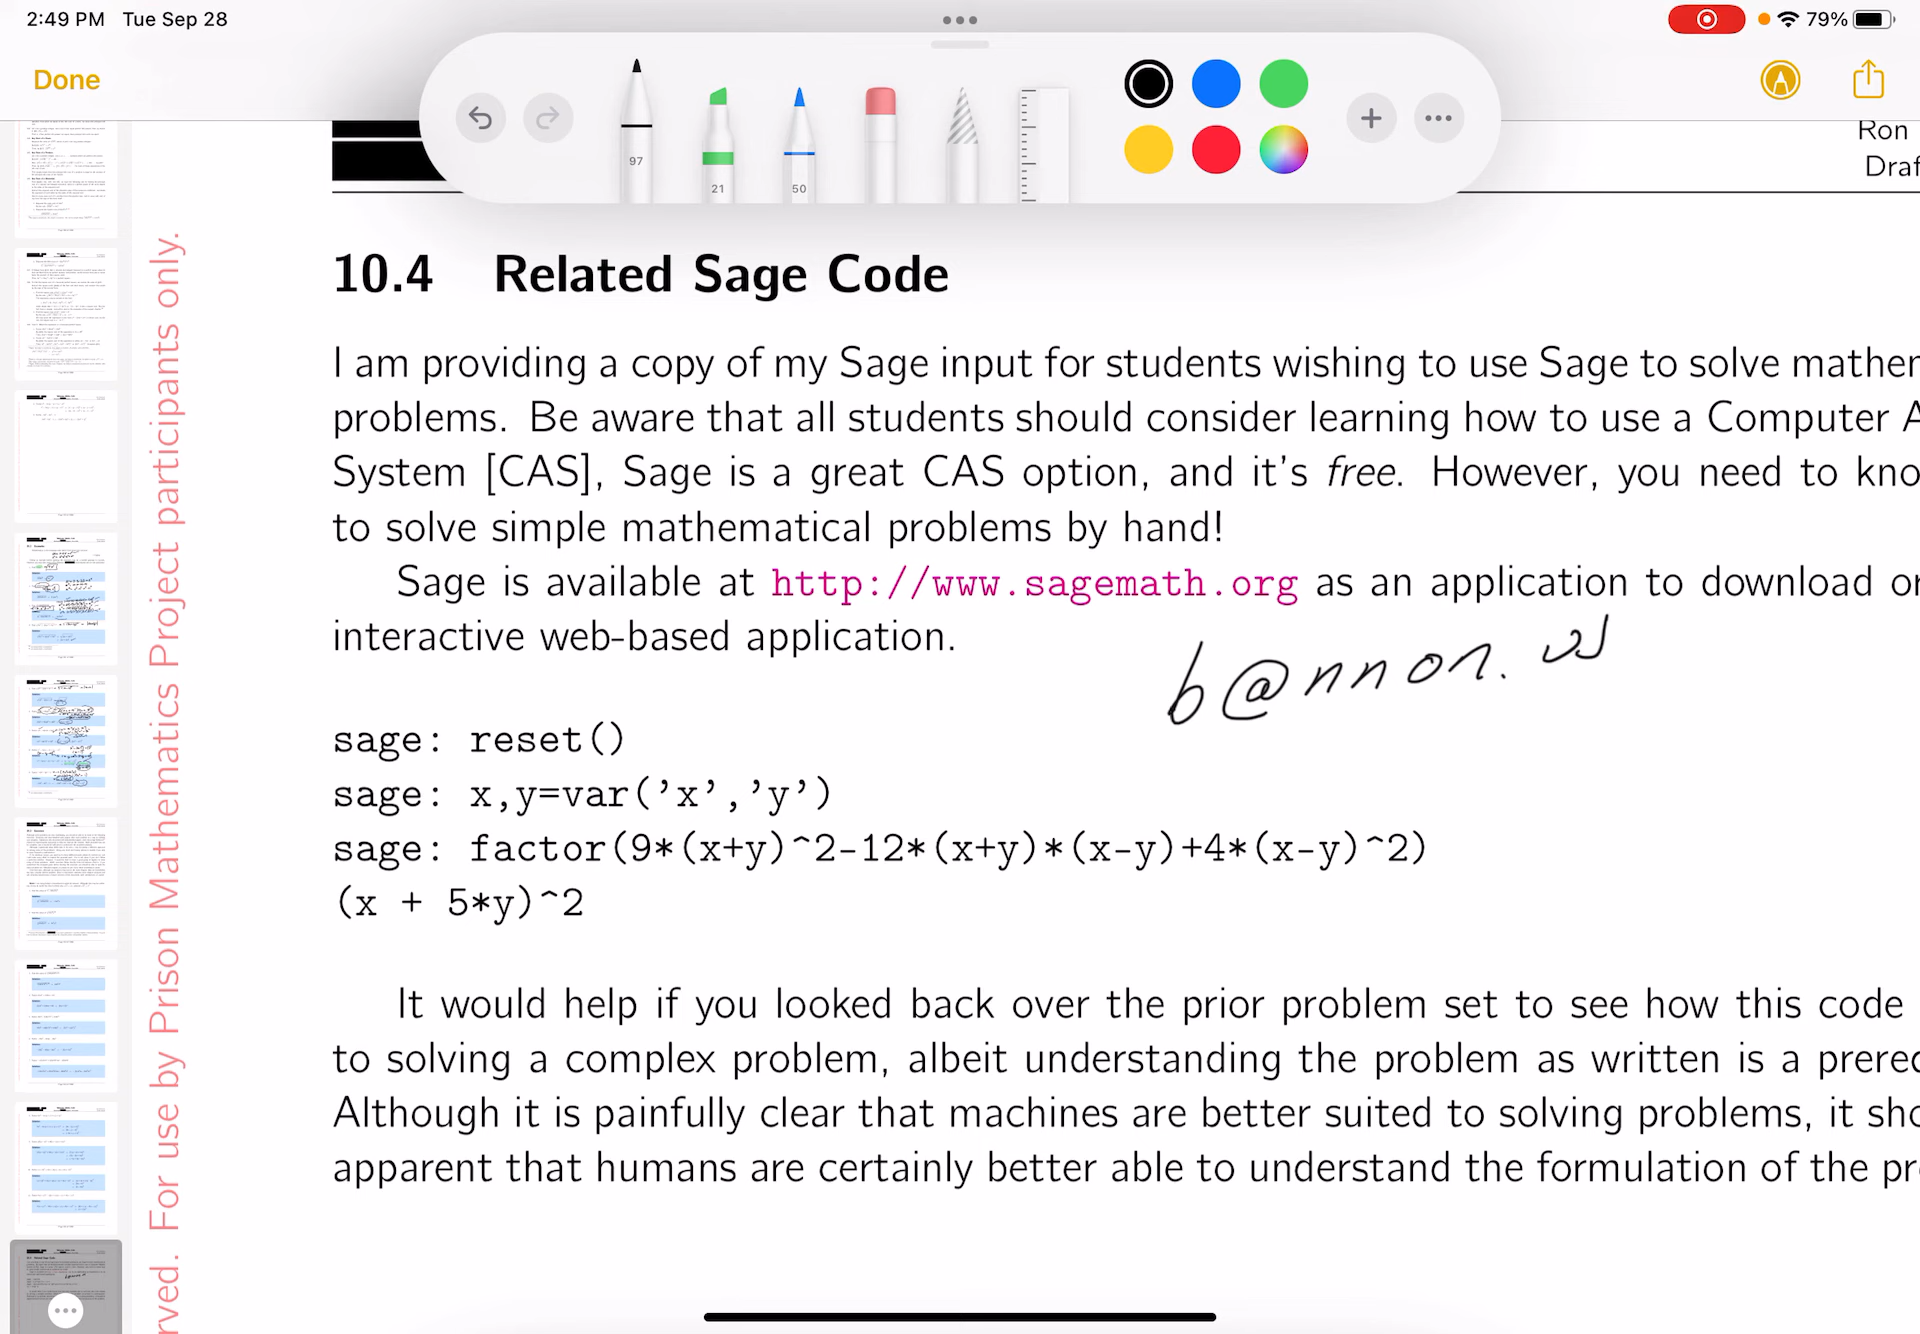 2:49 PM Tue Sep 28
79%
Done
97
21
50
Ron
Draf
10.4 Related Sage Code
I am providing a copy of my Sage input for students wishing to use Sage to solve mather
problems. Be aware that all students should consider learning how to use a Computer A
System [CAS], Sage is a great CAS option, and it's free. However, you need to kno
to solve simple mathematical problems by hand!
Sage is available at http://www.sagemath.org as an application to download or
interactive web-based application.
b@nnon.us
sage: reset()
sage: x,y=var('x','y')
sage: factor(9*(x+y)^2-12*(x+y)*(x-y)+4*(x-y)^2)
(x + 5*y)^2
It would help if you looked back over the prior problem set to see how this code
to solving a complex problem, albeit understanding the problem as written is a prerec
Although it is painfully clear that machines are better suited to solving problems, it sho
apparent that humans are certainly better able to understand the formulation of the pr
rved. For use by Prison Mathematics Project participants only.